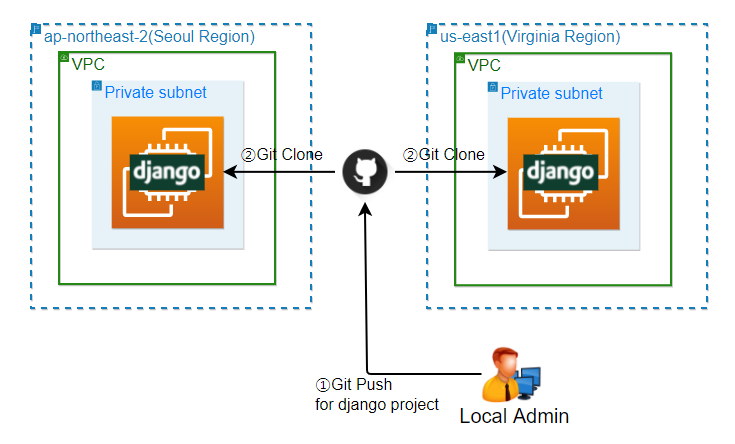 ap-northeast-2(Seoul Region)
VPC
Private subnet
django
②Git Clone
②Git Clone
us-east1(Virginia Region)
VPC
Private subnet
django
①Git Push
for django project
Local Admin